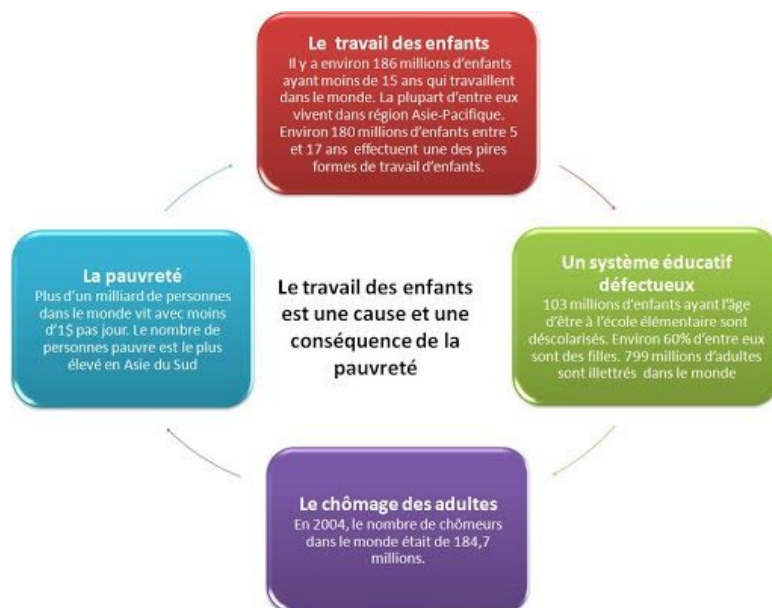 Le travail des enfants
Il y a environ 186 millions d'enfants
ayant moins de 15 ans qui travaillent
dans le monde. La plupart d'entre eux
vivent dans région Asie-Pacifique.
Environ 180 millions d'enfants entre 5
et 17 ans effectuent une des pires
formes de travail d'enfants.
La pauvreté
Plus d'un milliard de personnes
dans le monde vit avec moins
d'1$ pas jour. Le nombre de
personnes pauvre est le plus
élevé en Asie du Sud
Le travail des enfants
est une cause et une
conséquence de la
pauvreté
Un système éducatif
défectueux
103 millions d'enfants ayant l'âge
d'être à l'école élémentaire sont
déscolarisés. Environ 60% d'entre eux
sont des filles. 799 millions d'adultes
sont illettrés dans le monde
Le chômage des adultes
En 2004, le nombre de chômeurs
dans le monde était de 184,7
millions.